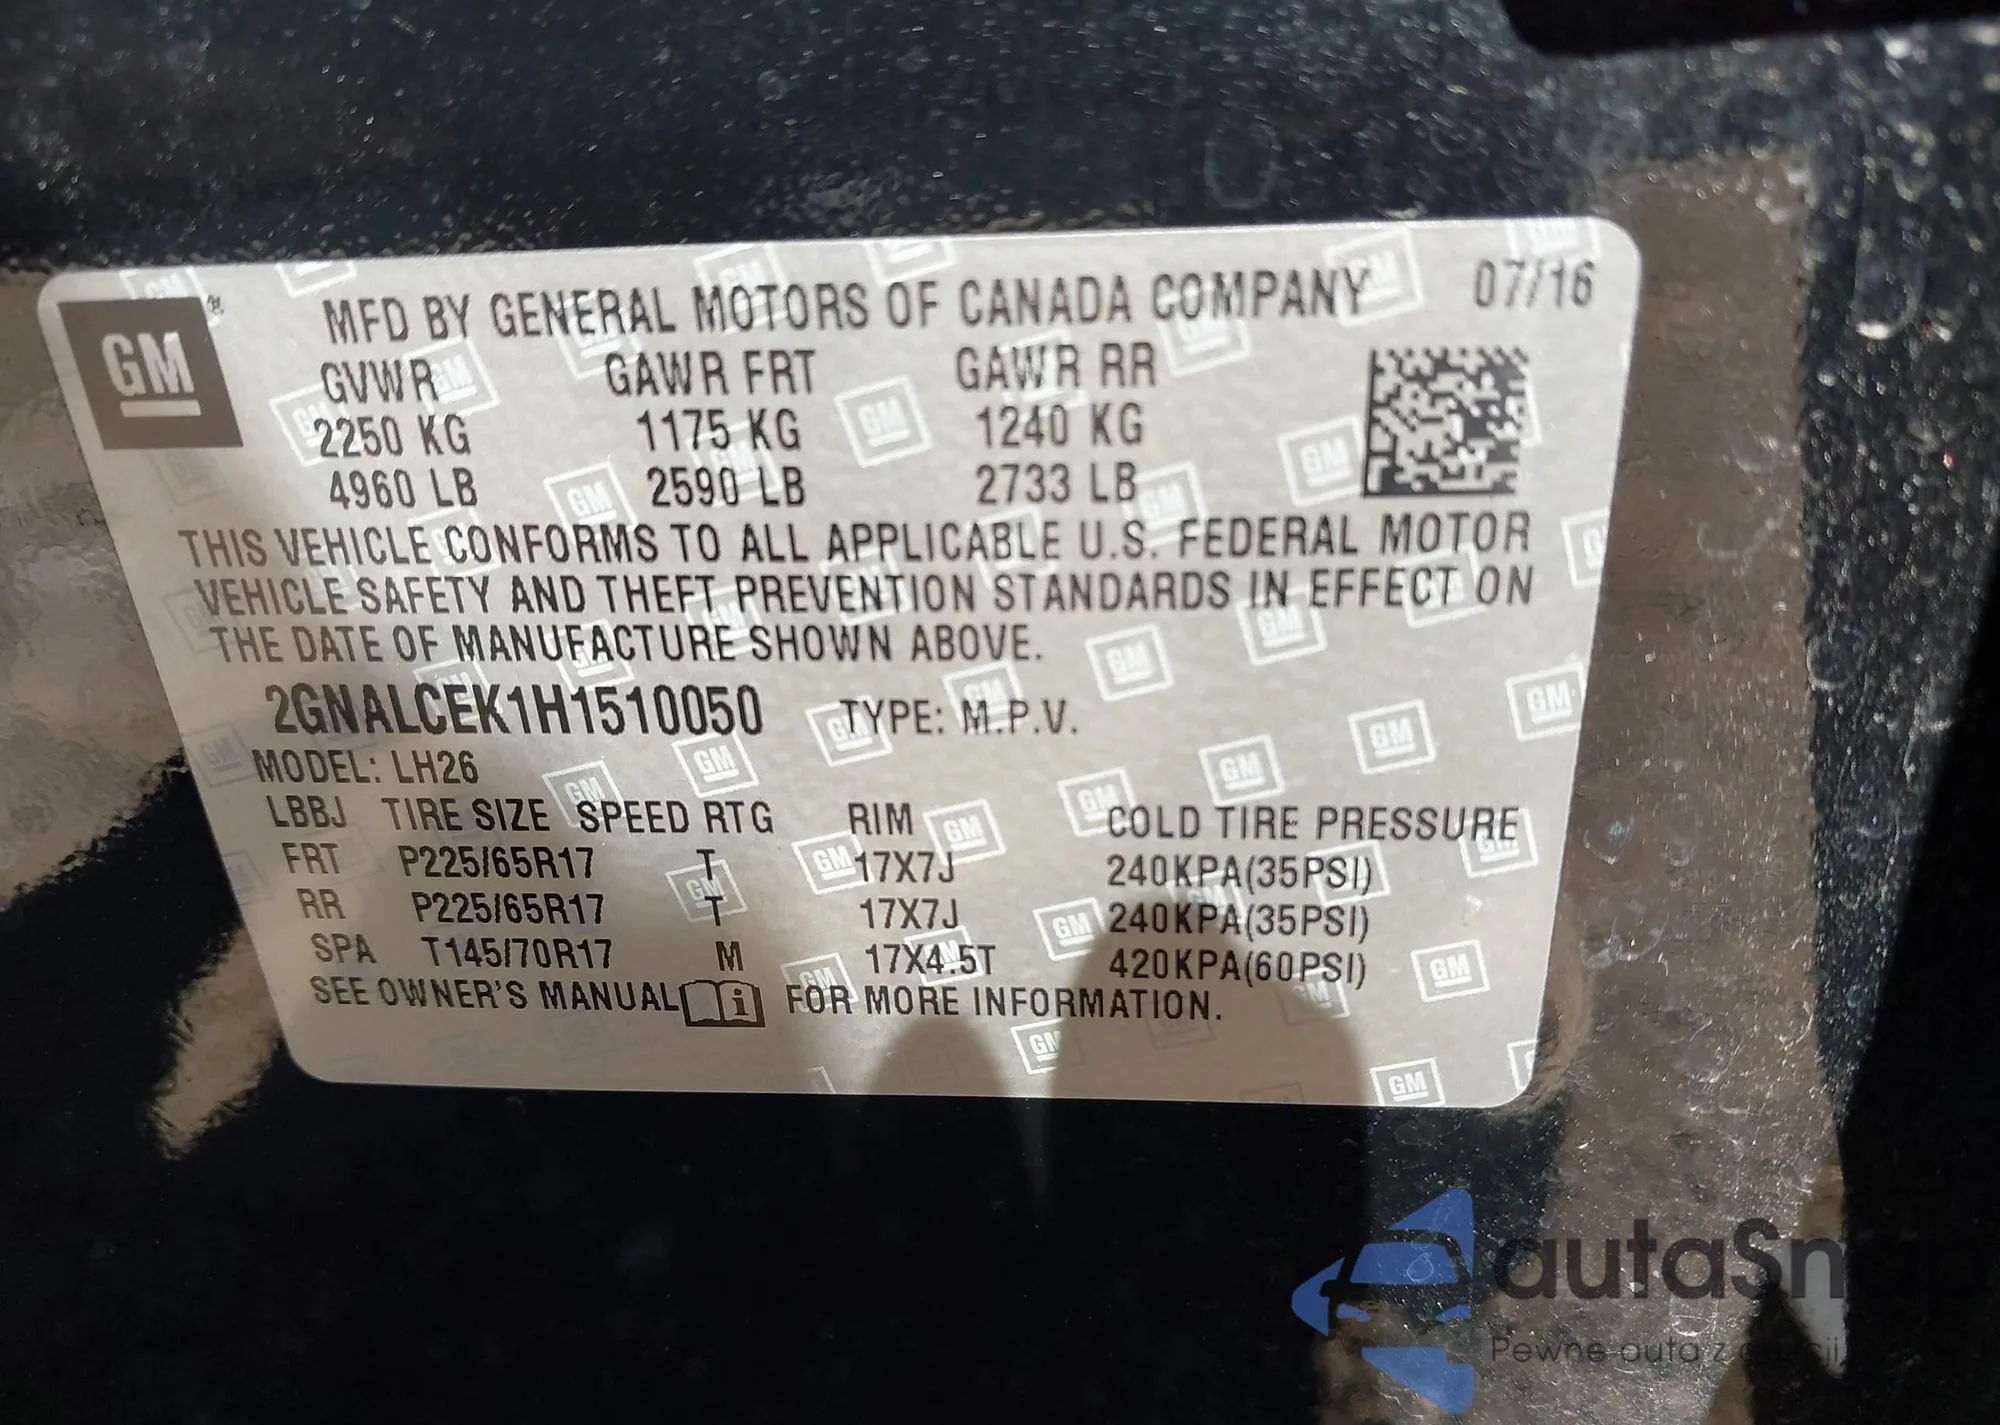 GM
MFD BY GENERAL MOTORS OF CANADA COMPANY 07/16
GVWR GAWR FRT GAWR RR
2250 KG 1175 KG 1240 KG
4960 LB 2590 LB 2733 LB
THIS VEHICLE CONFORMS TO ALL APPLICABLE U.S. FEDERAL MOTOR
VEHICLE SAFETY AND THEFT PREVENTION STANDARDS IN EFFECT ON
THE DATE OF MANUFACTURE SHOWN ABOVE.
2GNALCEK1H1510050 TYPE: M.P.V.
MODEL: LH26
LBBJ TIRE SIZE SPEED RTG RIM COLD TIRE PRESSURE
FRT P225/65R17 T 17X7J 240KPA(35PSI)
RR P225/65R17 T 17X7J 240KPA(35PSI)
SPA T145/70R17 M 17X4.5T 420KPA(60PSI)
SEE OWNER'S MANUAL i FOR MORE INFORMATION.
autaSn
Pewne auta z